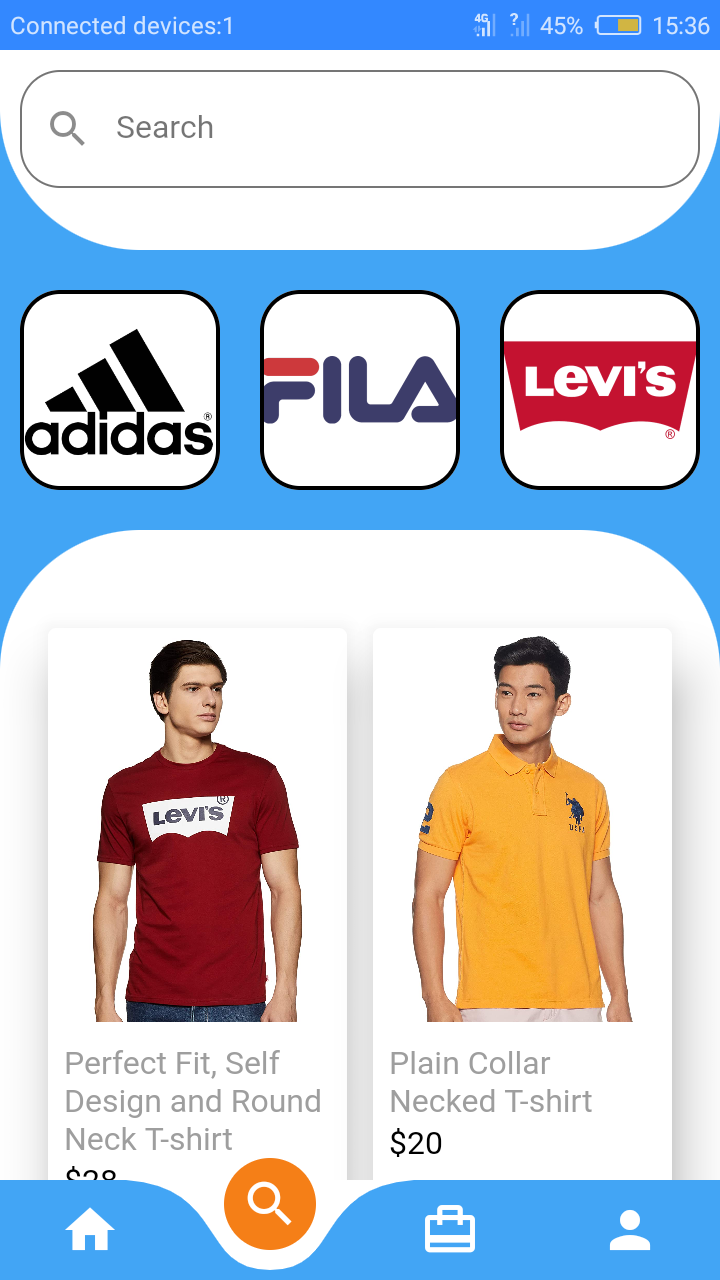 Connected devices:1
4G ? 45% 15:36
Search
adidas®
FILA
LEVI'S
®
LEVI'S®
2
Perfect Fit, Self
Design and Round
Neck T-shirt
Plain Collar
Necked T-shirt
$20